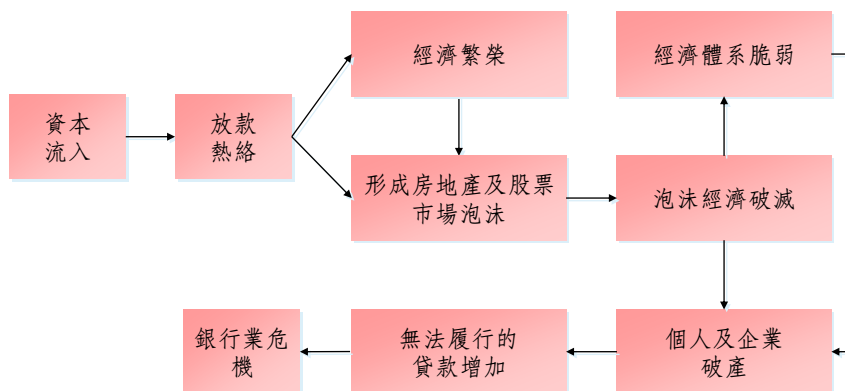 經濟繁榮
經濟體系脆弱
資本
流入
放款
熱絡
形成房地產及股票
市場泡沫
泡沫經濟破滅
銀行業危
機
無法履行的
貸款增加
個人及企業
破產